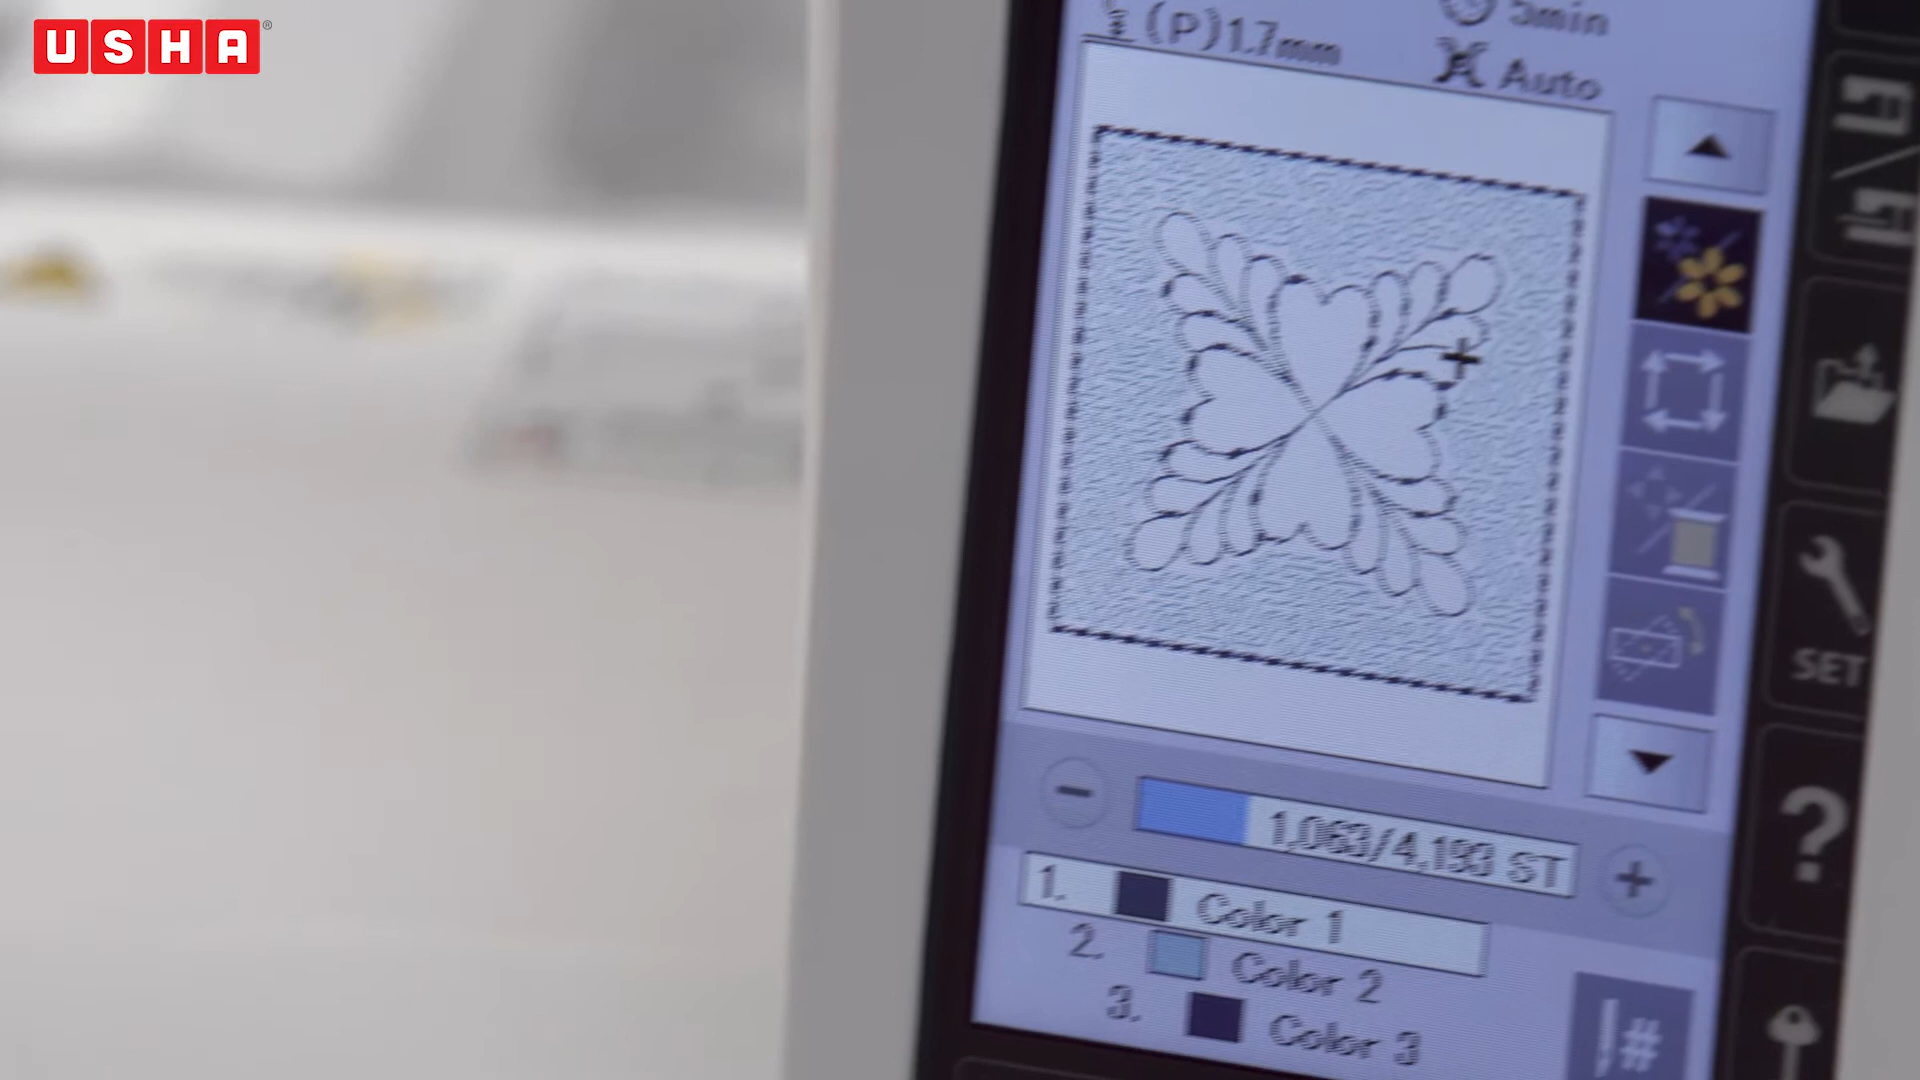 USHA®
(P)1.7mm
5min
Auto
SET
?
1,063/4,193 ST
1. Color 1
2. Color 2
3. Color 3
#